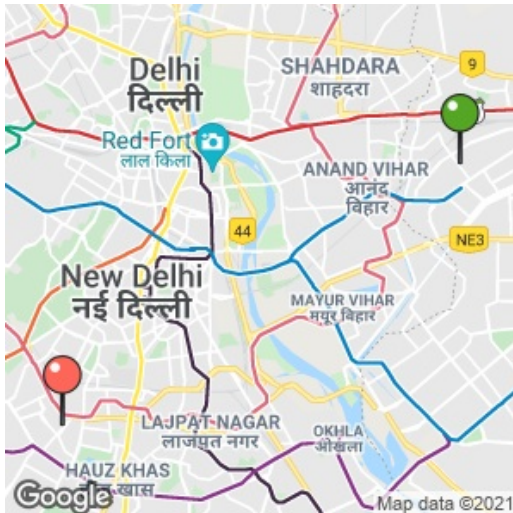 Delhi
दिल्ली
SHAHDARA
शाहदरा
9
Red Fort
लाल किला
ANAND VIHAR
आनंद
विहार
44
NE3
New Delhi
नई दिल्ली
MAYUR VIHAR
मयूर विहार
LAJPAT NAGAR
लाजपत नगर
OKHLA
ओखला
HAUZ KHAS
खास
Google
Map data ©2021